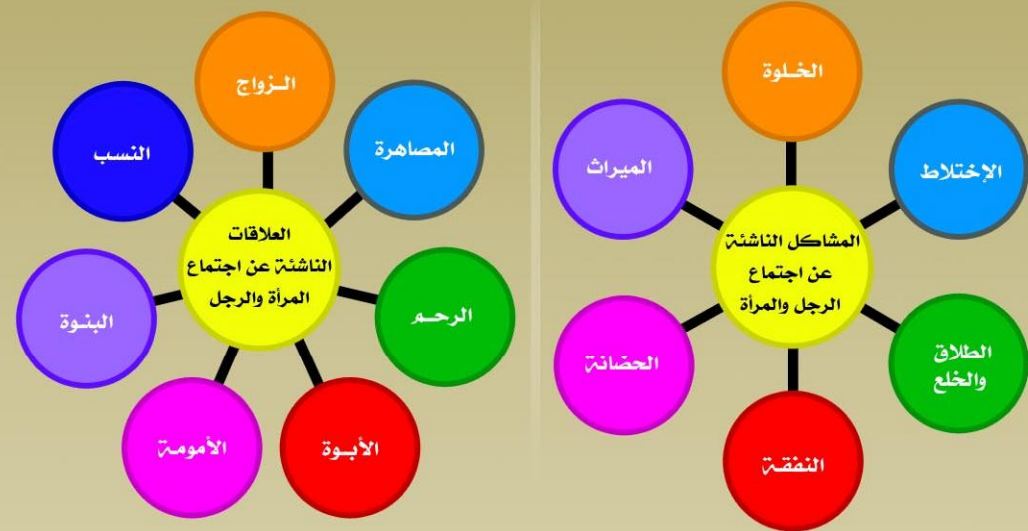 المشاكل الناشئة
عن اجتماع
الرجل والمرأة
الخلوة
الإختلاط
الطلاق
والخلع
النفقة
الحضانة
الميراث
العلاقات
الناشئة عن اجتماع
المرأة والرجل
الزواج
المصاهرة
الرحم
الأبوة
الأمومة
البنوة
النسب